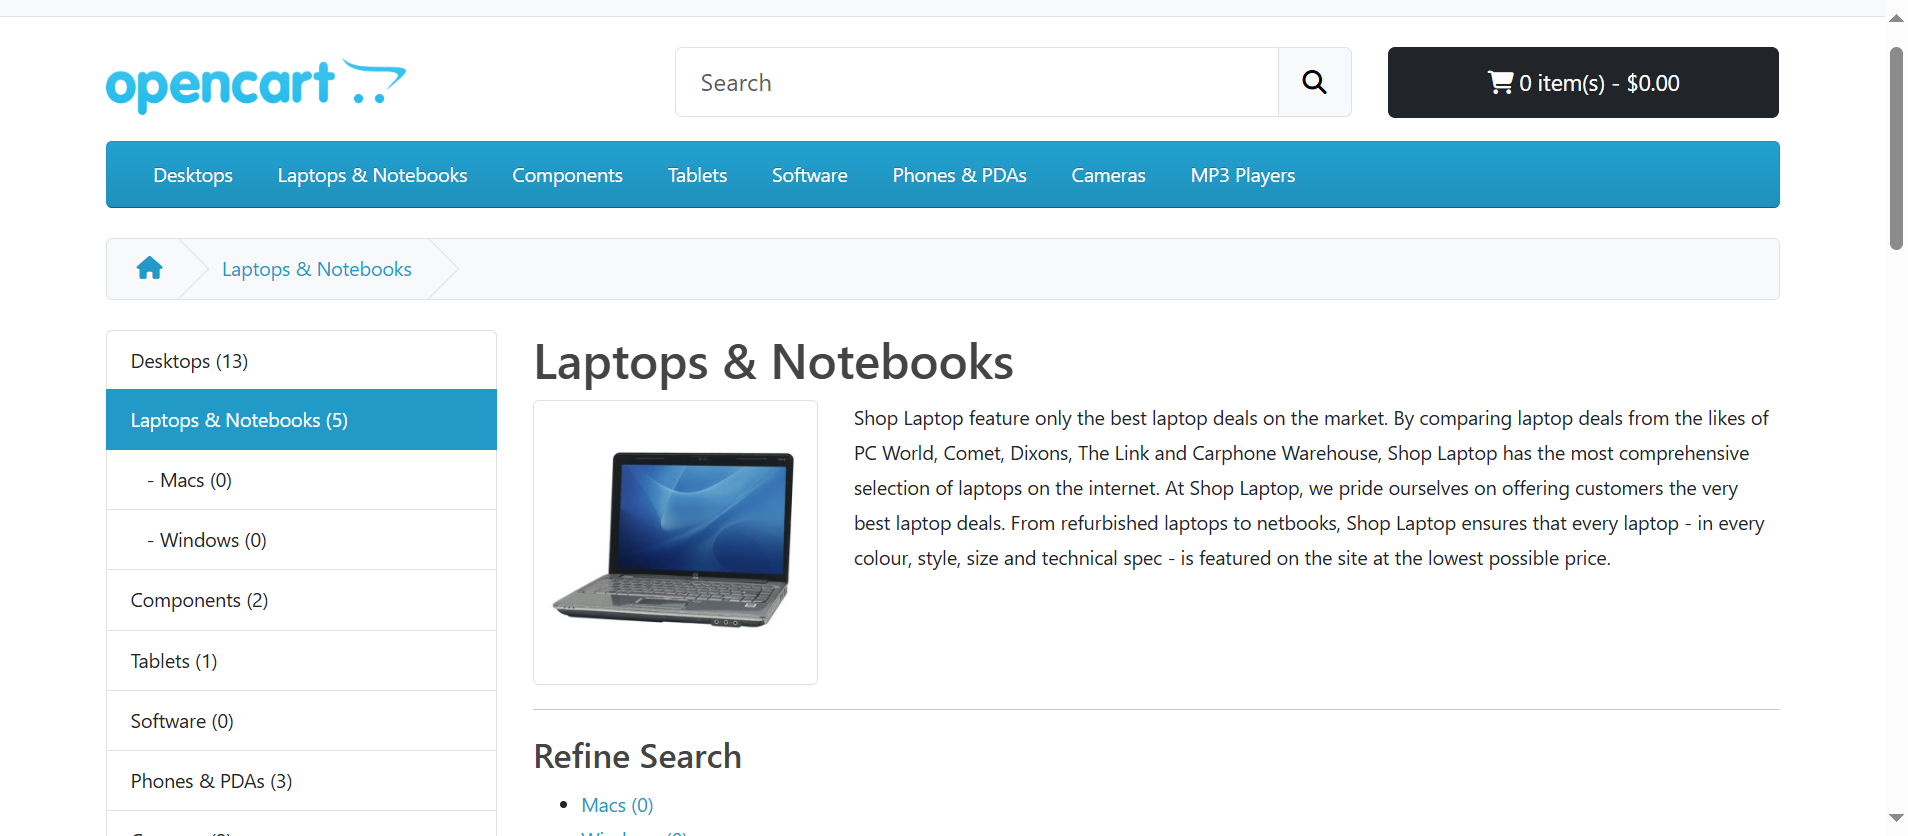 opencart
Search
0 item(s) - $0.00
Desktops
Laptops & Notebooks
Components
Tablets
Software
Phones & PDAs
Cameras
MP3 Players
Laptops & Notebooks
Desktops (13)
Laptops & Notebooks (5)
- Macs (0)
- Windows (0)
Components (2)
Tablets (1)
Software (0)
Phones & PDAs (3)
Laptops & Notebooks
Shop Laptop feature only the best laptop deals on the market. By comparing laptop deals from the likes of
PC World, Comet, Dixons, The Link and Carphone Warehouse, Shop Laptop has the most comprehensive
selection of laptops on the internet. At Shop Laptop, we pride ourselves on offering customers the very
best laptop deals. From refurbished laptops to netbooks, Shop Laptop ensures that every laptop - in every
colour, style, size and technical spec - is featured on the site at the lowest possible price.
Refine Search
Macs (0)